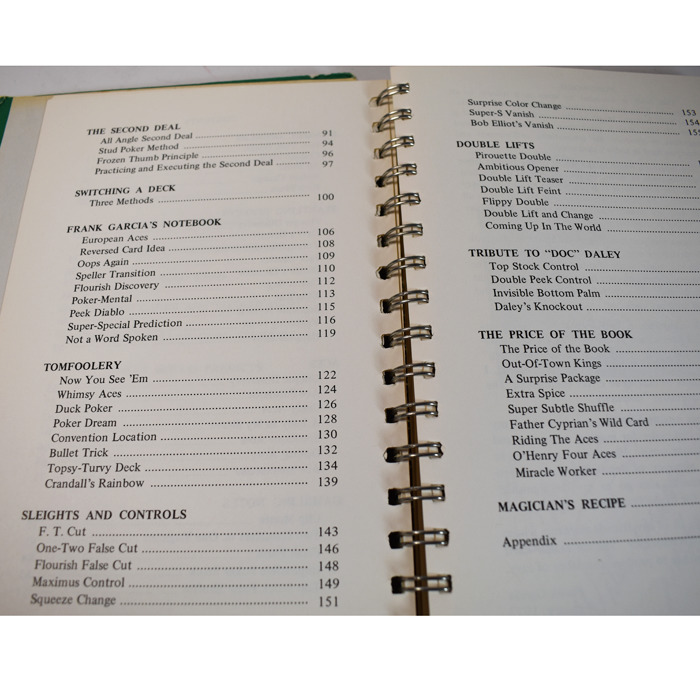 THE SECOND DEAL
All Angle Second Deal 91
Stud Poker Method 94
Frozen Thumb Principle 96
Practicing and Executing the Second Deal 97
SWITCHING A DECK
Three Methods 100
FRANK GARCIA'S NOTEBOOK
European Aces 106
Reversed Card Idea 108
Oops Again 109
Speller Transition 110
Flourish Discovery 112
Poker-Mental 113
Peek Diablo 115
Super-Special Prediction 116
Not a Word Spoken 119
TOMFOOLERY
Now You See 'Em 122
Whimsy Aces 124
Duck Poker 126
Poker Dream 128
Convention Location 130
Bullet Trick 132
Topsy-Turvy Deck 134
Crandall's Rainbow 139
SLEIGHTS AND CONTROLS
F. T. Cut 143
One-Two False Cut 146
Flourish False Cut 148
Maximus Control 149
Squeeze Change 151
Surprise Color Change 153
Super-S Vanish 154
Bob Elliot's Vanish 155
DOUBLE LIFTS
Pirouette Double
Ambitious Opener
Double Lift Teaser
Double Lift Feint
Flippy Double
Double Lift and Change
Coming Up In The World
TRIBUTE TO "DOC" DALEY
Top Stock Control
Double Peek Control
Invisible Bottom Palm
Daley's Knockout
THE PRICE OF THE BOOK
The Price of the Book
Out-Of-Town Kings
A Surprise Package
Extra Spice
Super Subtle Shuffle
Father Cyprian's Wild Card
Riding The Aces
O'Henry Four Aces
Miracle Worker
MAGICIAN'S RECIPE
Appendix